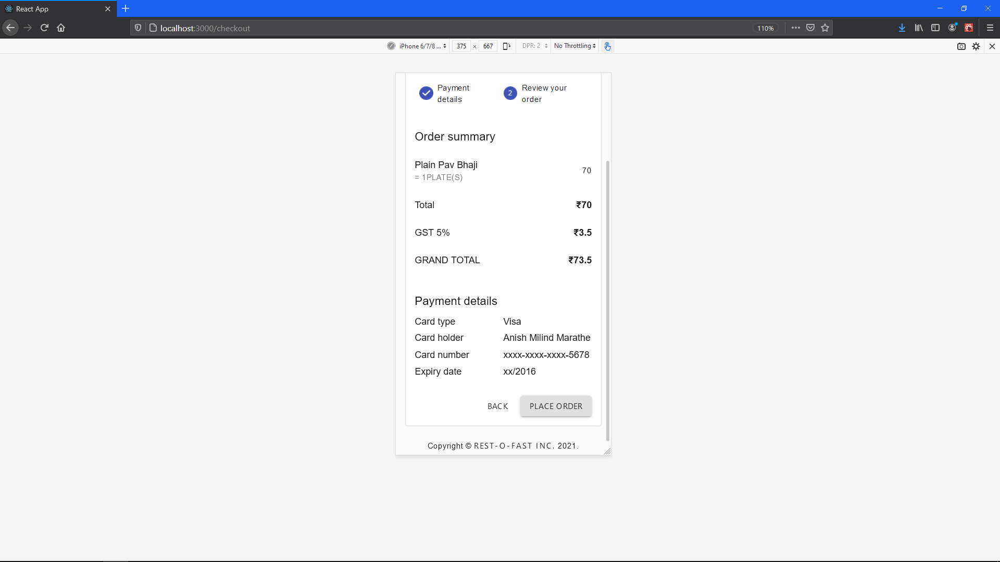 React App
localhost:3000/checkout
110%
iPhone 6/7/8 ...
375 × 667
DPR: 2
No Throttling
Payment details
2
Review your order
Order summary
Plain Pav Bhaji
70
= 1PLATE(S)
Total ₹70
GST 5% ₹3.5
GRAND TOTAL ₹73.5
Payment details
Card type Visa
Card holder Anish Milind Marathe
Card number xxxx-xxxx-xxxx-5678
Expiry date xx/2016
BACK PLACE ORDER
Copyright © REST-O-FAST INC. 2021.